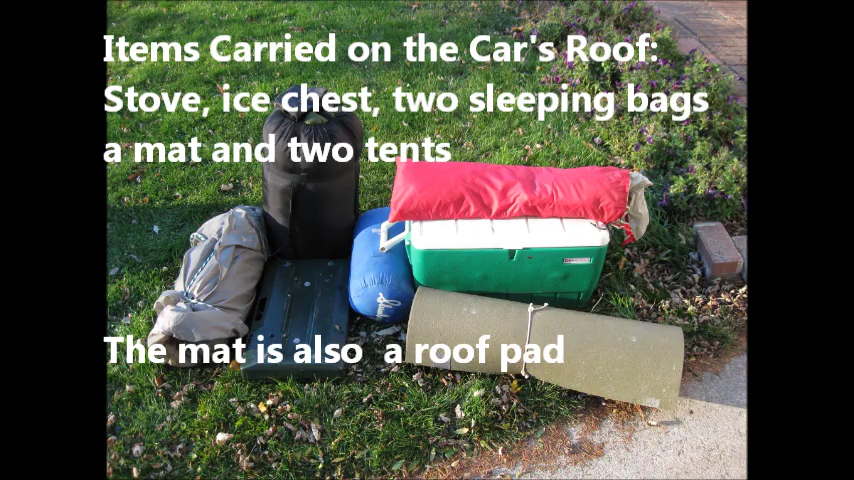 Items Carried on the Car's Roof:
Stove, ice chest, two sleeping bags
a mat and two tents
The mat is also a roof pad